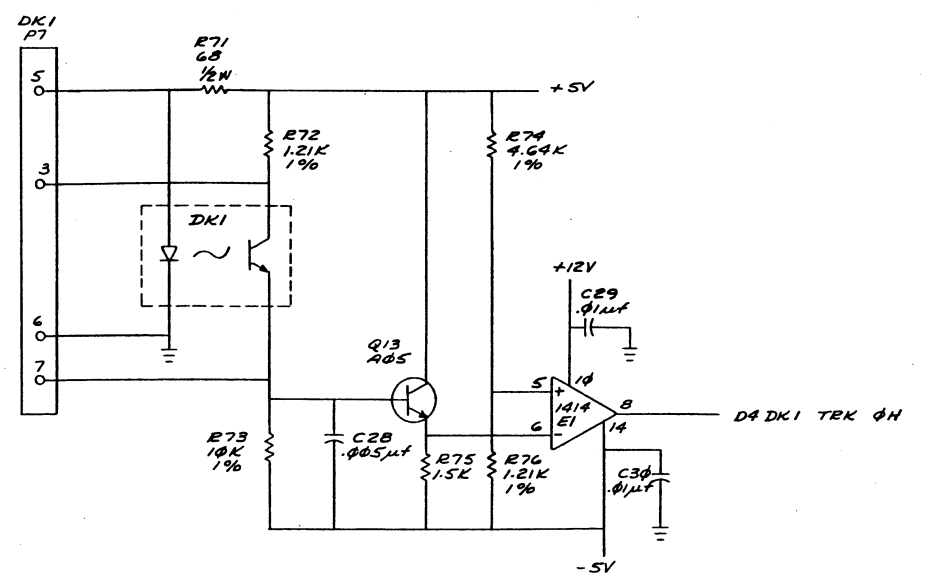 DK1
P7
5
3
6
7
R71
68
1/2W
+5V
R72
1.21K
1%
R74
4.64K
1%
DK1
+12V
C29
.Ø1µf
Q13
AØ5
5
+
1Ø
1414
E1
6
-
8
14
D4 DK1 TRK ØH
R73
1ØK
1%
C28
.ØØ5µf
R75
1.5K
R76
1.21K
1%
C3Ø
.Ø1µf
-5V